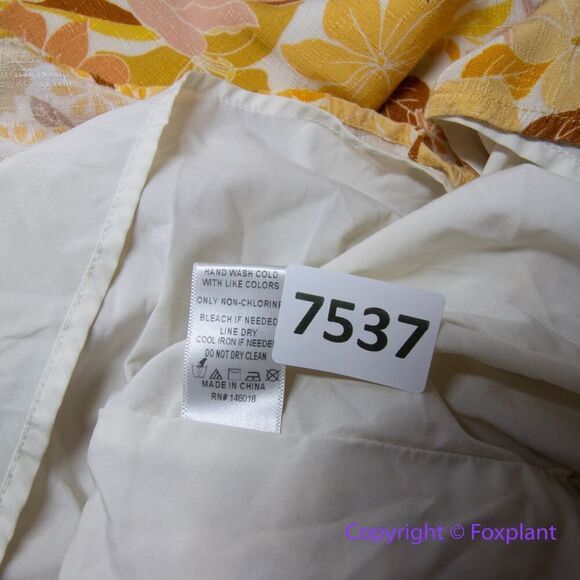 HAND WASH COLD
WITH LIKE COLORS
ONLY NON-CHLORINE
BLEACH IF NEEDED
LINE DRY
COOL IRON IF NEEDED
DO NOT DRY CLEAN
MADE IN CHINA
RN# 146018
7537
Copyright © Foxplant